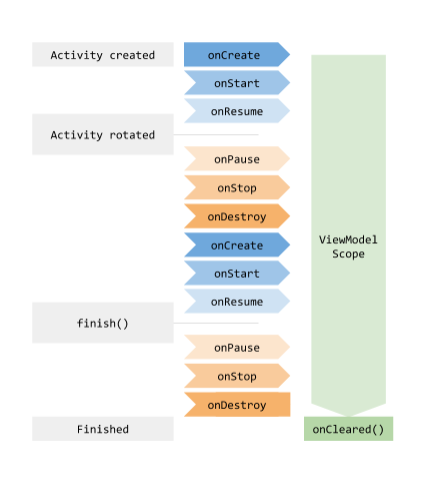 Activity created
onCreate
onStart
onResume
Activity rotated
onPause
onStop
onDestroy
onCreate
onStart
onResume
ViewModel
Scope
finish()
onPause
onStop
onDestroy
Finished
onCleared()